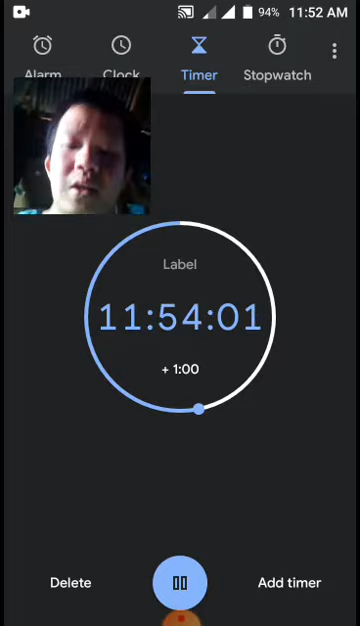 94% 11:52 AM
Alarm Clock Timer Stopwatch
Label
11:54:01
+ 1:00
Delete Add timer